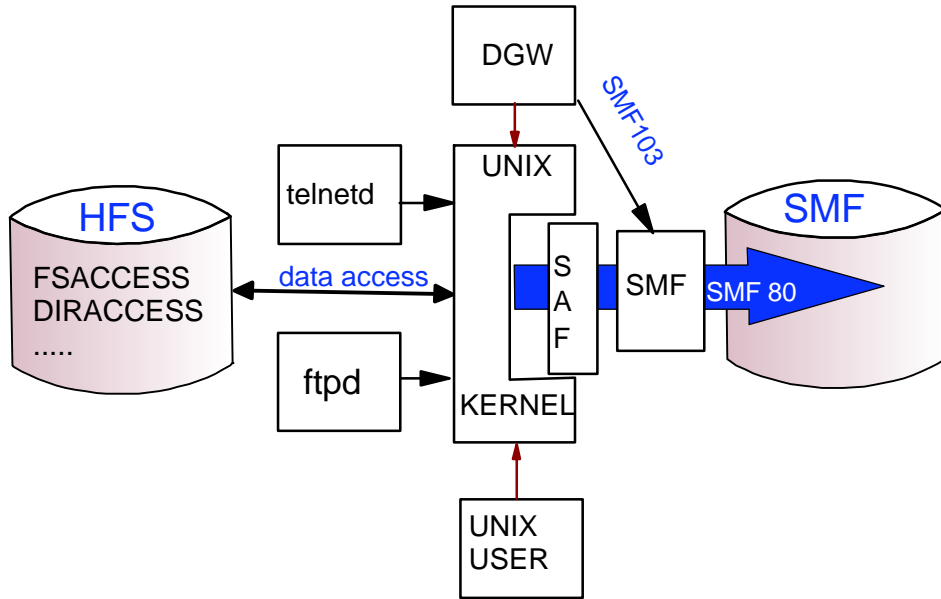 DGW
SMF103
UNIX
telnetd
HFS
SMF
FSACCESS
DIRACCESS
.....
data access
S
A
F
SMF
SMF 80
ftpd
KERNEL
UNIX
USER